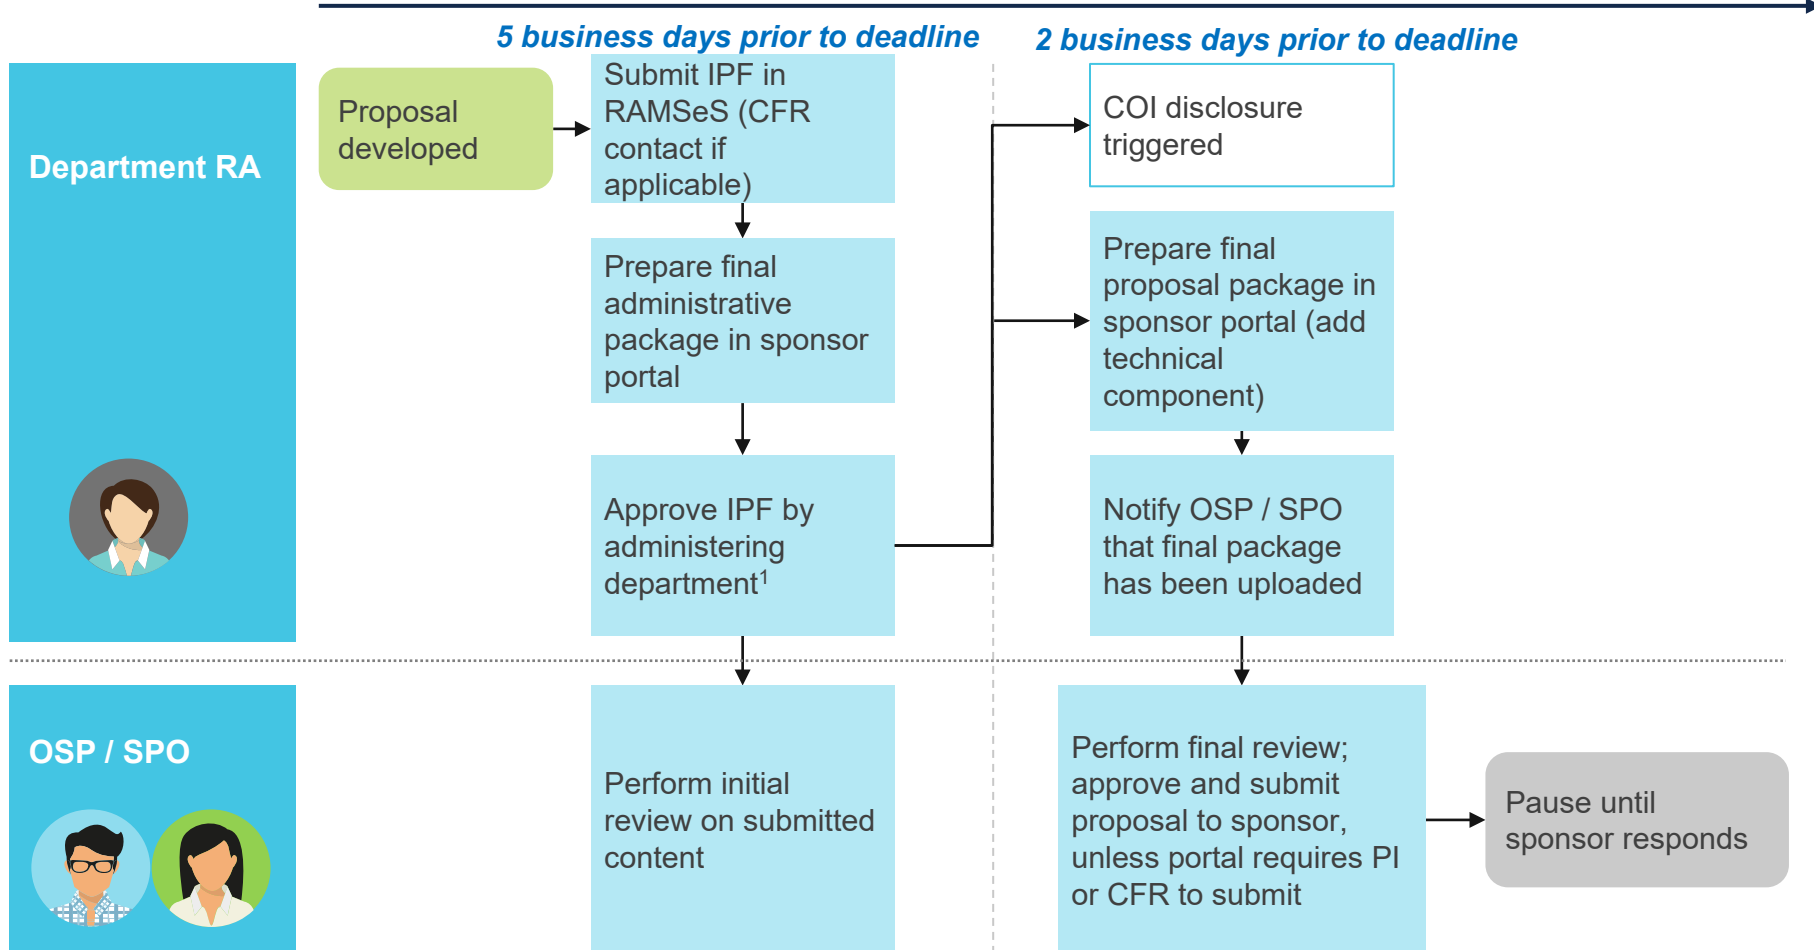 5 business days prior to deadline
2 business days prior to deadline
Department RA
Proposal
developed
Submit IPF in
RAMSeS (CFR
contact if
applicable)
COI disclosure
triggered
Prepare final
administrative
package in sponsor
portal
Prepare final
proposal package in
sponsor portal (add
technical
component)
Approve IPF by
administering
department¹
Notify OSP / SPO
that final package
has been uploaded
OSP / SPO
Perform initial
review on submitted
content
Perform final review;
approve and submit
proposal to sponsor,
unless portal requires PI
or CFR to submit
Pause until
sponsor responds